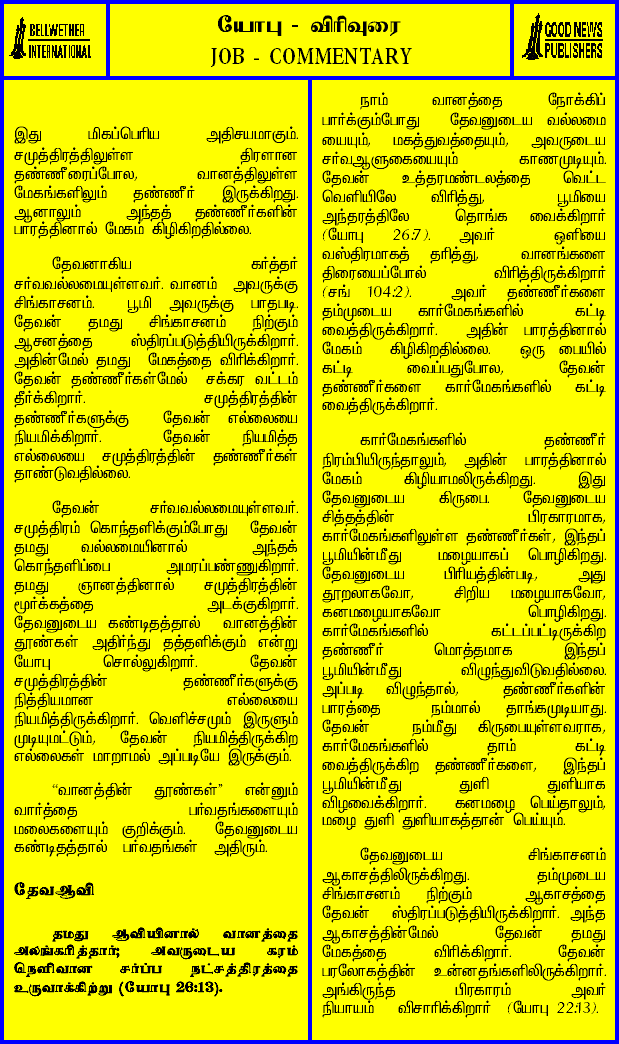 BELLWETHER
INTERNATIONAL
யோபு - விரிவுரை
JOB - COMMENTARY
GOOD NEWS
PUBLISHERS
இது மிகப்பெரிய அதிசயமாகும்.
சமுத்திரத்திலுள்ள திரளான
தண்ணீரைப்போல, வானத்திலுள்ள
மேகங்களிலும் தண்ணீர் இருக்கிறது.
ஆனாலும் அந்தத் தண்ணீர்களின்
பாரத்தினால் மேகம் கிழிகிறதில்லை.
தேவனாகிய கர்த்தர்
சர்வவல்லமையுள்ளவர். வானம் அவருக்கு
சிங்காசனம். பூமி அவருக்கு பாதபடி.
தேவன் தமது சிங்காசனம் நிற்கும்
ஆசனத்தை ஸ்திரப்படுத்தியிருக்கிறார்.
அதின்மேல் தமது மேகத்தை விரிக்கிறார்.
தேவன் தண்ணீர்கள்மேல் சக்கர வட்டம்
தீர்க்கிறார். சமுத்திரத்தின்
தண்ணீர்களுக்கு தேவன் எல்லையை
நியமிக்கிறார். தேவன் நியமித்த
எல்லையை சமுத்திரத்தின் தண்ணீர்கள்
தாண்டுவதில்லை.
தேவன் சர்வவல்லமையுள்ளவர்.
சமுத்திரம் கொந்தளிக்கும்போது தேவன்
தமது வல்லமையினால் அந்தக்
கொந்தளிப்பை அமரப்பண்ணுகிறார்.
தமது ஞானத்தினால் சமுத்திரத்தின்
மூர்க்கத்தை அடக்குகிறார்.
தேவனுடைய கண்டிதத்தால் வானத்தின்
தூண்கள் அதிர்ந்து தத்தளிக்கும் என்று
யோபு சொல்லுகிறார். தேவன்
சமுத்திரத்தின் தண்ணீர்களுக்கு
நித்தியமான எல்லையை
நியமித்திருக்கிறார். வெளிச்சமும் இருளும்
முடியுமட்டும், தேவன் நியமித்திருக்கிற
எல்லைகள் மாறாமல் அப்படியே இருக்கும்.
“வானத்தின் தூண்கள்” என்னும்
வார்த்தை பர்வதங்களையும்
மலைகளையும் குறிக்கும். தேவனுடைய
கண்டிதத்தால் பர்வதங்கள் அதிரும்.
தேவஆவி
தமது ஆவியினால் வானத்தை
அலங்கரித்தார்; அவருடைய கரம்
நெளிவான சர்ப்ப நட்சத்திரத்தை
உருவாக்கிற்று (யோபு 26:13).
நாம் வானத்தை நோக்கிப்
பார்க்கும்போது தேவனுடைய வல்லமை
யையும், மகத்துவத்தையும், அவருடைய
சர்வஆளுகையையும் காணமுடியும்.
தேவன் உத்தரமண்டலத்தை வெட்ட
வெளியிலே விரித்து, பூமியை
அந்தரத்திலே தொங்க வைக்கிறார்
(யோபு 26:7). அவர் ஒளியை
வஸ்திரமாகத் தரித்து, வானங்களை
திரையைப்போல் விரித்திருக்கிறார்
(சங் 104:2). அவர் தண்ணீர்களை
தம்முடைய கார்மேகங்களில் கட்டி
வைத்திருக்கிறார். அதின் பாரத்தினால்
மேகம் கிழிகிறதில்லை. ஒரு பையில்
கட்டி வைப்பதுபோல, தேவன்
தண்ணீர்களை கார்மேகங்களில் கட்டி
வைத்திருக்கிறார்.
கார்மேகங்களில் தண்ணீர்
நிரம்பியிருந்தாலும், அதின் பாரத்தினால்
மேகம் கிழியாமலிருக்கிறது. இது
தேவனுடைய கிருபை. தேவனுடைய
சித்தத்தின் பிரகாரமாக,
கார்மேகங்களிலுள்ள தண்ணீர்கள், இந்தப்
பூமியின்மீது மழையாகப் பொழிகிறது.
தேவனுடைய பிரியத்தின்படி, அது
தூறலாகவோ, சிறிய மழையாகவோ,
கனமழையாகவோ பொழிகிறது.
கார்மேகங்களில் கட்டப்பட்டிருக்கிற
தண்ணீர் மொத்தமாக இந்தப்
பூமியின்மீது விழுந்துவிடுவதில்லை.
அப்படி விழுந்தால், தண்ணீர்களின்
பாரத்தை நம்மால் தாங்கமுடியாது.
தேவன் நம்மீது கிருபையுள்ளவராக,
கார்மேகங்களில் தாம் கட்டி
வைத்திருக்கிற தண்ணீர்களை, இந்தப்
பூமியின்மீது துளி துளியாக
விழவைக்கிறார். கனமழை பெய்தாலும்,
மழை துளி துளியாகத்தான் பெய்யும்.
தேவனுடைய சிங்காசனம்
ஆகாசத்திலிருக்கிறது. தம்முடைய
சிங்காசனம் நிற்கும் ஆகாசத்தை
தேவன் ஸ்திரப்படுத்தியிருக்கிறார். அந்த
ஆகாசத்தின்மேல் தேவன் தமது
மேகத்தை விரிக்கிறார். தேவன்
பரலோகத்தின் உன்னதங்களிலிருக்கிறார்.
அங்கிருந்த பிரகாரம் அவர்
நியாயம் விசாரிக்கிறார் (யோபு 22:13).